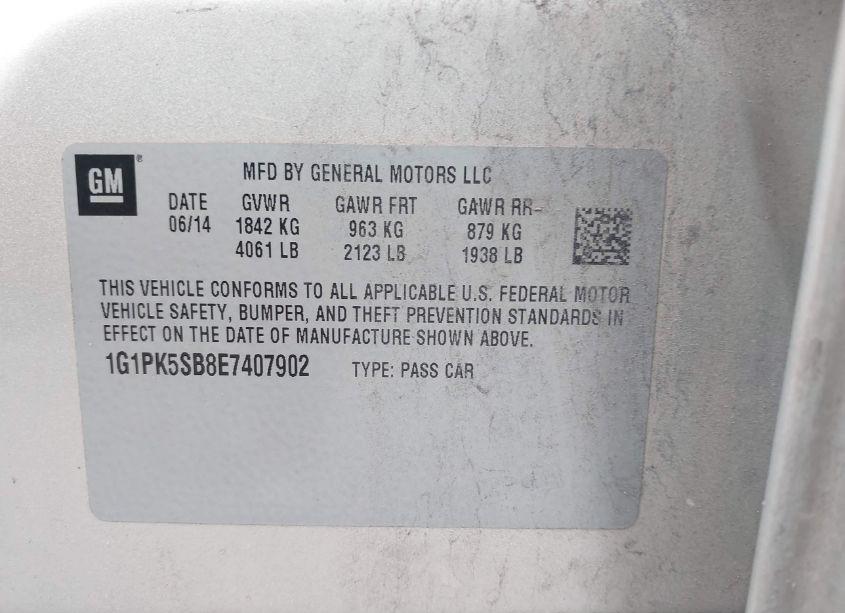 GM®
MFD BY GENERAL MOTORS LLC
DATE GVWR GAWR FRT GAWR RR
06/14 1842 KG 963 KG 879 KG
4061 LB 2123 LB 1938 LB
THIS VEHICLE CONFORMS TO ALL APPLICABLE U.S. FEDERAL MOTOR
VEHICLE SAFETY, BUMPER, AND THEFT PREVENTION STANDARDS IN
EFFECT ON THE DATE OF MANUFACTURE SHOWN ABOVE.
1G1PK5SB8E7407902 TYPE: PASS CAR